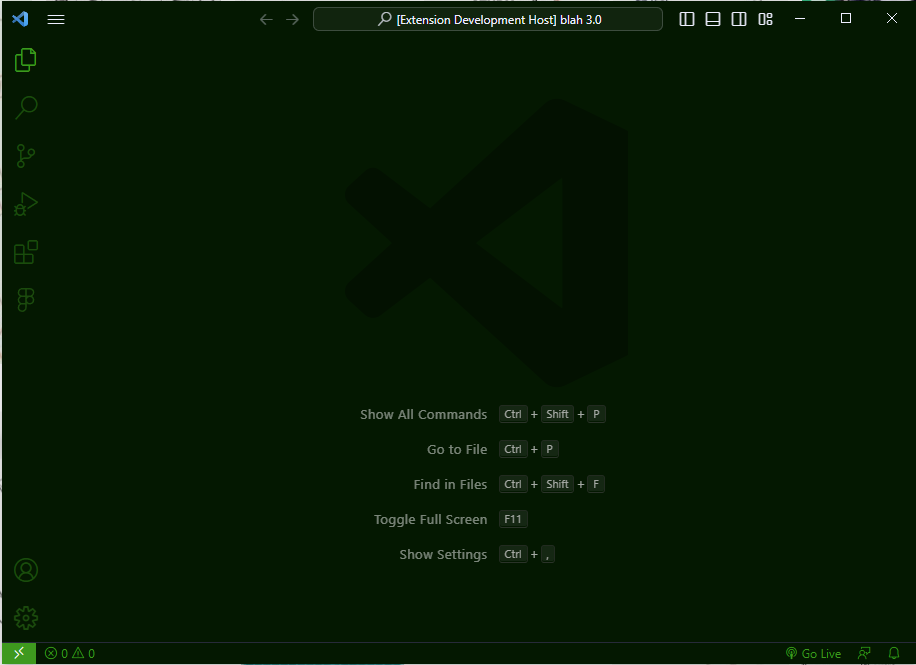 [Extension Development Host] blah 3.0
Show All Commands Ctrl + Shift + P
Go to File Ctrl + P
Find in Files Ctrl + Shift + F
Toggle Full Screen F11
Show Settings Ctrl + ,
0 0 Go Live